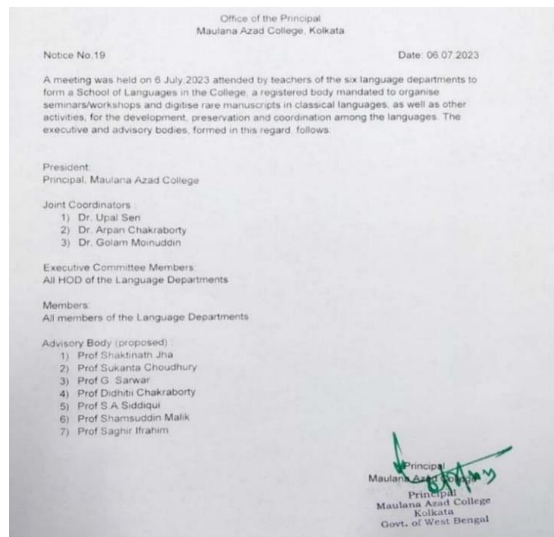 Office of the Principal
Maulana Azad College, Kolkata
Notice No.19 Date: 06.07.2023
A meeting was held on 6 July,2023 attended by teachers of the six language departments to
form a School of Languages in the College, a registered body mandated to organise
seminars/workshops and digitise rare manuscripts in classical languages, as well as other
activities, for the development, preservation and coordination among the languages. The
executive and advisory bodies, formed in this regard, follows:
President:
Principal, Maulana Azad College
Joint Coordinators :
1) Dr. Upal Sen
2) Dr. Arpan Chakraborty
3) Dr. Golam Moinuddin
Executive Committee Members:
All HOD of the Language Departments
Members:
All members of the Language Departments
Advisory Body (proposed) :
1) Prof Shaktinath Jha
2) Prof Sukanta Choudhury
3) Prof G. Sarwar
4) Prof Didhitii Chakraborty
5) Prof S.A.Siddiqui
6) Prof Shamsuddin Malik
7) Prof Saghir Ifrahim
Principal
Maulana Azad College
Principal
Maulana Azad College
Kolkata
Govt. of West Bengal